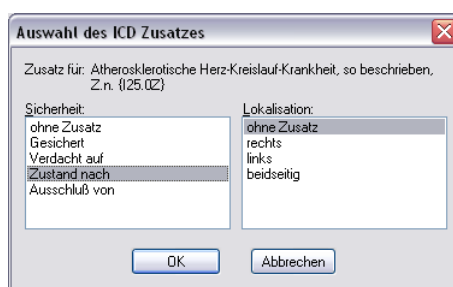 Auswahl des ICD Zusatzes
Zusatz für: Atherosklerotische Herz-Kreislauf-Krankheit, so beschrieben,
Z.n. {I25.0Z}
Sicherheit:
ohne Zusatz
Gesichert
Verdacht auf
Zustand nach
Ausschluß von
Lokalisation:
ohne Zusatz
rechts
links
beidseitig
OK
Abbrechen